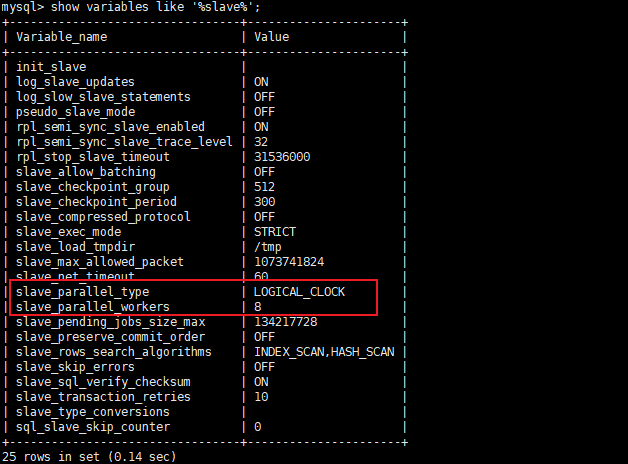 mysql> show variables like '%slave%';
+--------------------------------+----------------------+
| Variable_name | Value |
+--------------------------------+----------------------+
| init_slave | |
| log_slave_updates | ON |
| log_slow_slave_statements | OFF |
| pseudo_slave_mode | OFF |
| rpl_semi_sync_slave_enabled | ON |
| rpl_semi_sync_slave_trace_level | 32 |
| rpl_stop_slave_timeout | 31536000 |
| slave_allow_batching | OFF |
| slave_checkpoint_group | 512 |
| slave_checkpoint_period | 300 |
| slave_compressed_protocol | OFF |
| slave_exec_mode | STRICT |
| slave_load_tmpdir | /tmp |
| slave_max_allowed_packet | 1073741824 |
| slave_net_timeout | 60 |
| slave_parallel_type | LOGICAL_CLOCK |
| slave_parallel_workers | 8 |
| slave_pending_jobs_size_max | 134217728 |
| slave_preserve_commit_order | OFF |
| slave_rows_search_algorithms | INDEX_SCAN,HASH_SCAN |
| slave_skip_errors | OFF |
| slave_sql_verify_checksum | ON |
| slave_transaction_retries | 10 |
| slave_type_conversions | |
| sql_slave_skip_counter | 0 |
+--------------------------------+----------------------+
25 rows in set (0.14 sec)